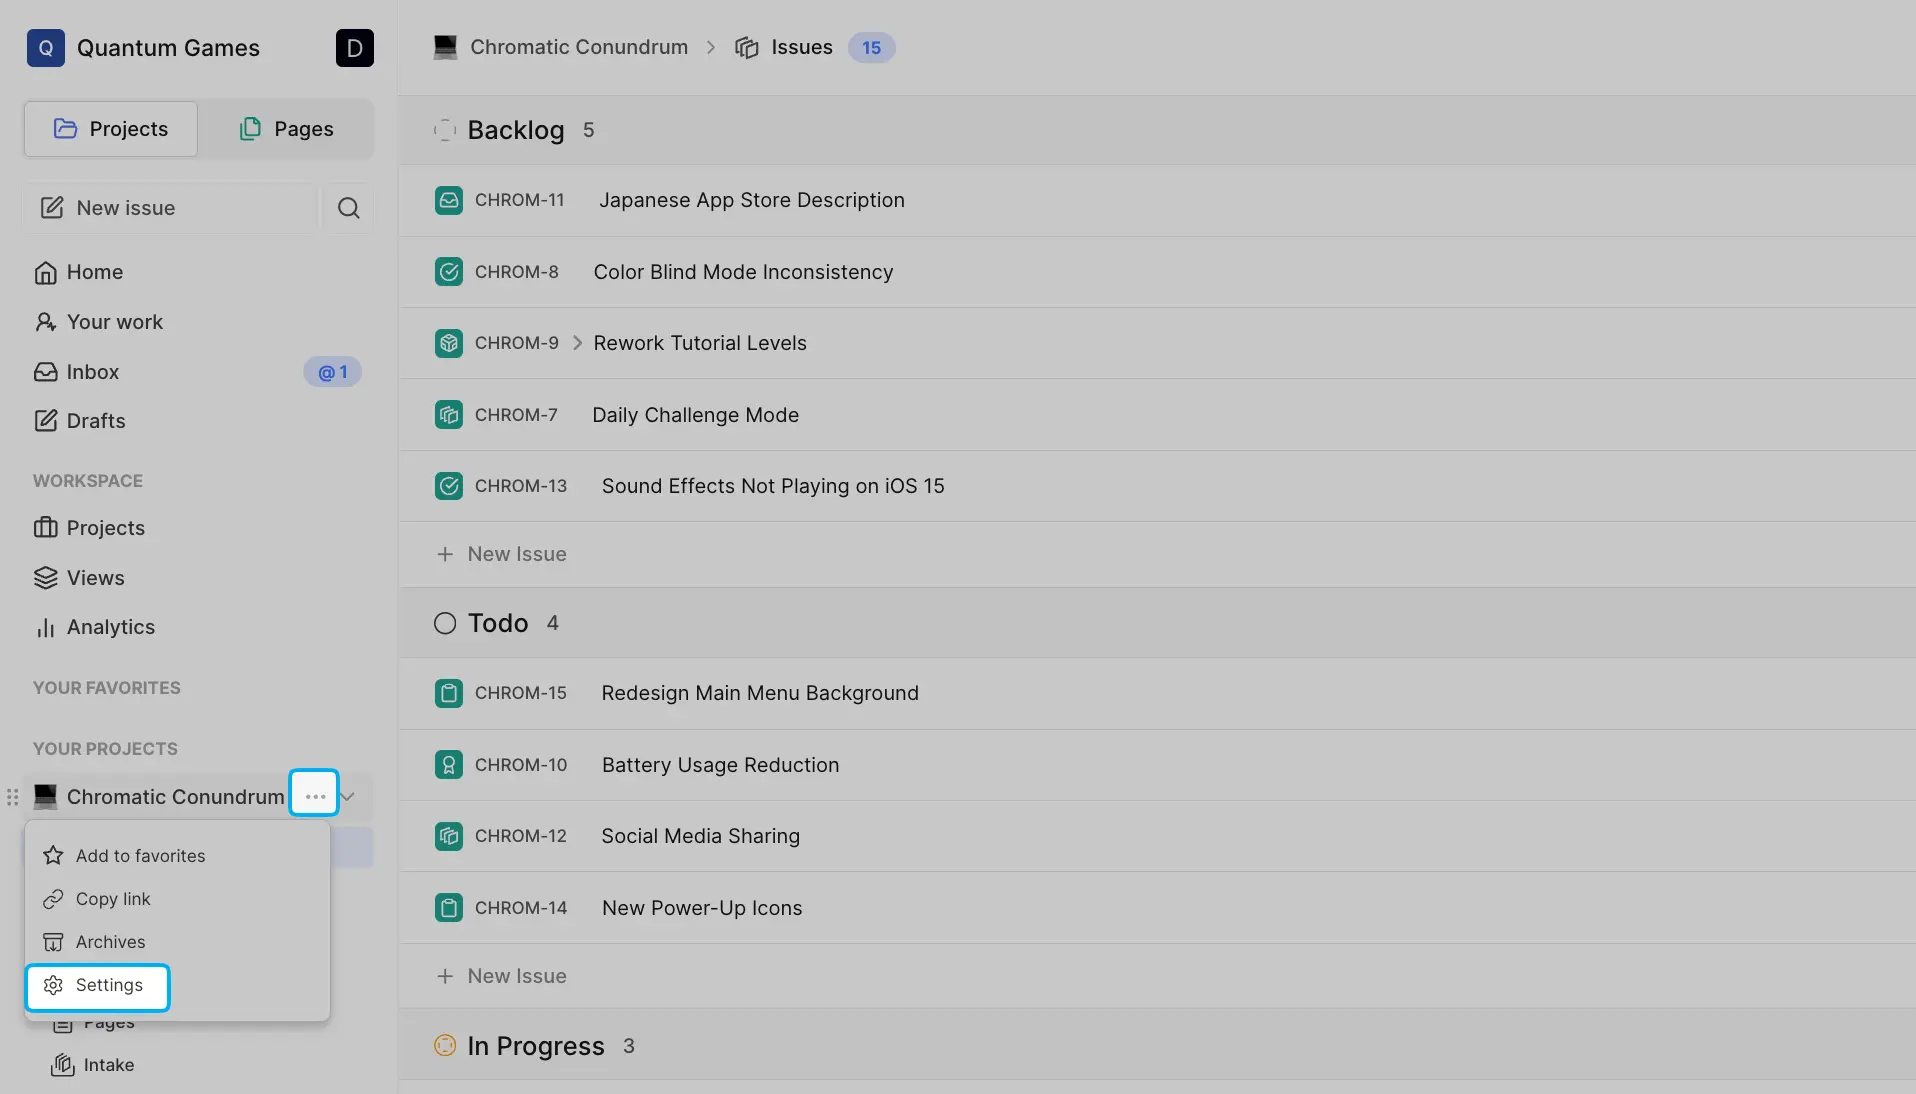 Q Quantum Games D
Projects Pages
New issue
Home
Your work
Inbox @ 1
Drafts
WORKSPACE
Projects
Views
Analytics
YOUR FAVORITES
YOUR PROJECTS
Chromatic Conundrum ...
Add to favorites
Copy link
Archives
Settings
Pages
Intake
Chromatic Conundrum > Issues 15
Backlog 5
CHROM-11 Japanese App Store Description
CHROM-8 Color Blind Mode Inconsistency
CHROM-9 > Rework Tutorial Levels
CHROM-7 Daily Challenge Mode
CHROM-13 Sound Effects Not Playing on iOS 15
+ New Issue
Todo 4
CHROM-15 Redesign Main Menu Background
CHROM-10 Battery Usage Reduction
CHROM-12 Social Media Sharing
CHROM-14 New Power-Up Icons
+ New Issue
In Progress 3